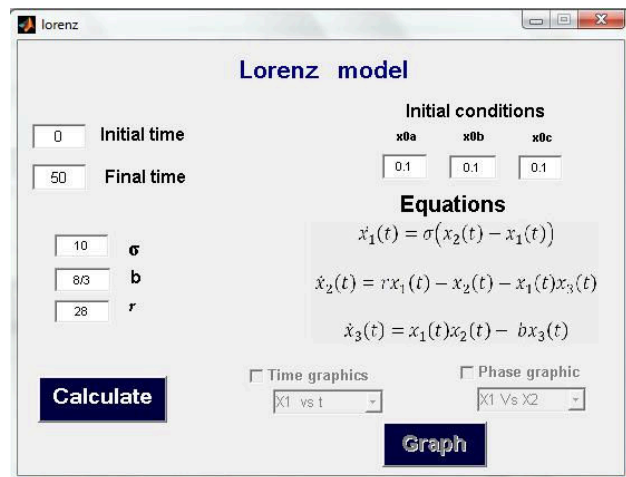 lorenz
Lorenz model
0 Initial time
50 Final time
Initial conditions
x0a x0b x0c
0.1 0.1 0.1
Equations
ẋ₁(t) = σ(x₂(t) − x₁(t))
ẋ₂(t) = rx₁(t) − x₂(t) − x₁(t)x₃(t)
ẋ₃(t) = x₁(t)x₂(t) − bx₃(t)
10 σ
8/3 b
28 r
Calculate
Time graphics
X1 vs t
Phase graphic
X1 Vs X2
Graph